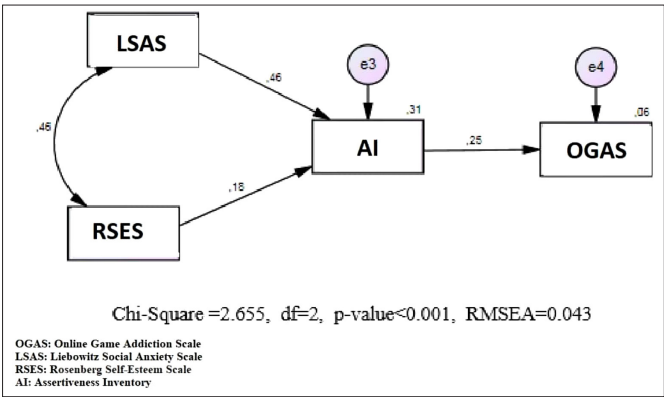 LSAS
e3
e4
,46
,46
,31
,06
AI
,25
OGAS
,18
RSES
Chi-Square =2.655, df=2, p-value<0.001, RMSEA=0.043
OGAS: Online Game Addiction Scale
LSAS: Liebowitz Social Anxiety Scale
RSES: Rosenberg Self-Esteem Scale
AI: Assertiveness Inventory